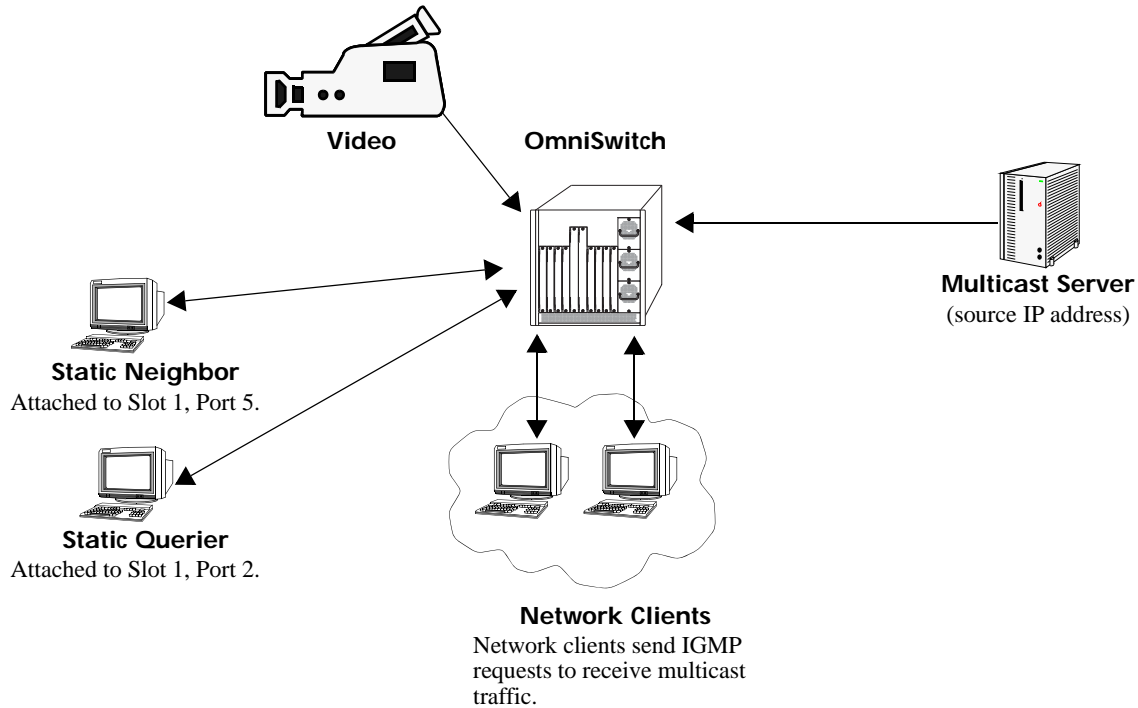 Video
OmniSwitch
Multicast Server
(source IP address)
Static Neighbor
Attached to Slot 1, Port 5.
Static Querier
Attached to Slot 1, Port 2.
Network Clients
Network clients send IGMP
requests to receive multicast
traffic.